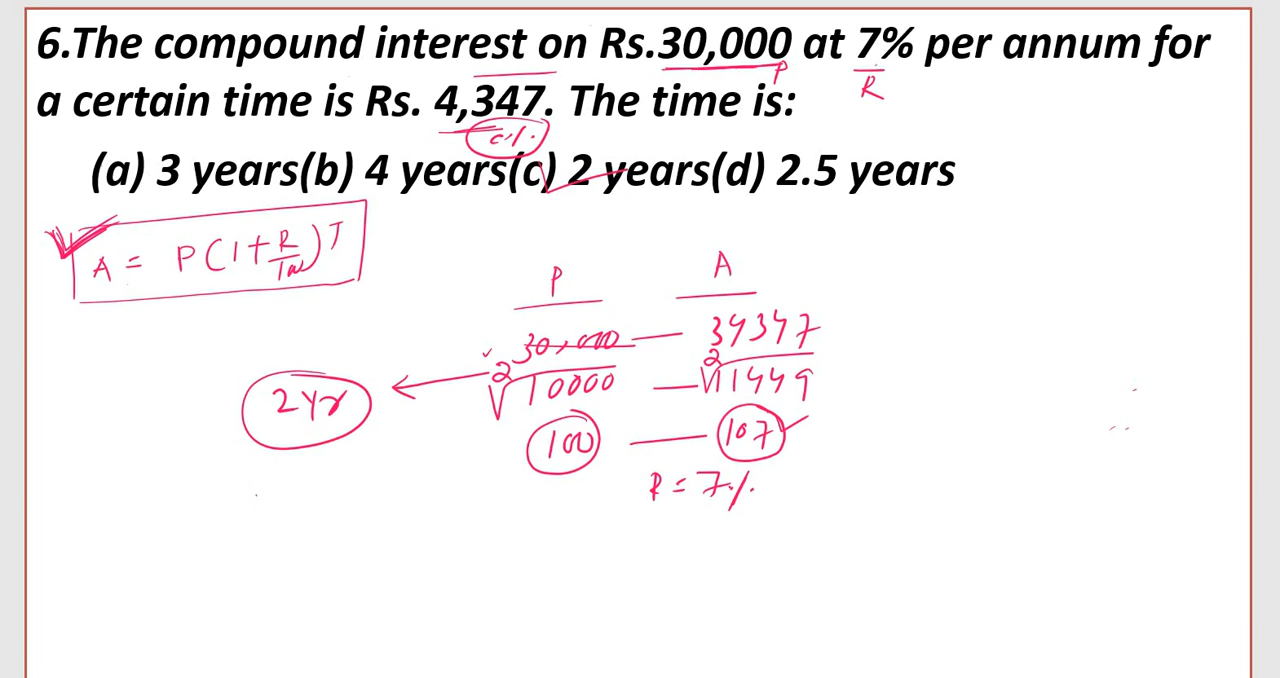 6.The compound interest on Rs.30,000 at 7% per annum for
P
R
a certain time is Rs. 4,347. The time is:
(a) 3 years(b) 4 years(c) 2 years(d) 2.5 years
A = P(1+R/100)^T
P A
30,000 — 34347
2√10000 — 2√11449
2yr
100 — 107
R = 7%